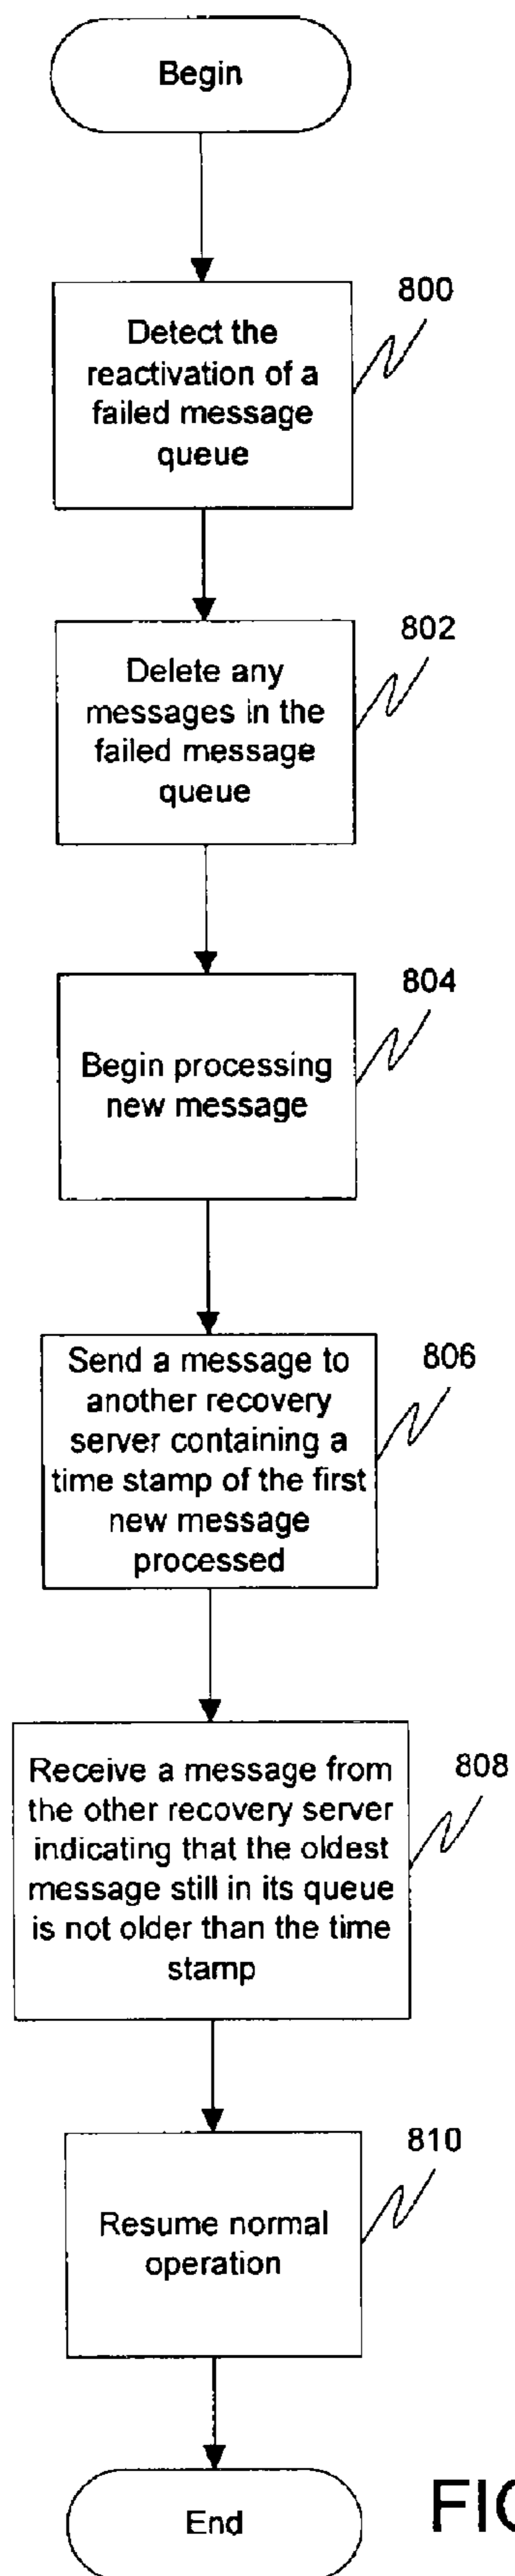 Begin
800
Detect the
reactivation of a
failed message
queue
802
Delete any
messages in the
failed message
queue
804
Begin processing
new message
806
Send a message to
another recovery
server containing a
time stamp of the first
new message
processed
808
Receive a message from
the other recovery server
indicating that the oldest
message still in its queue
is not older than the time
stamp
810
Resume normal
operation
End